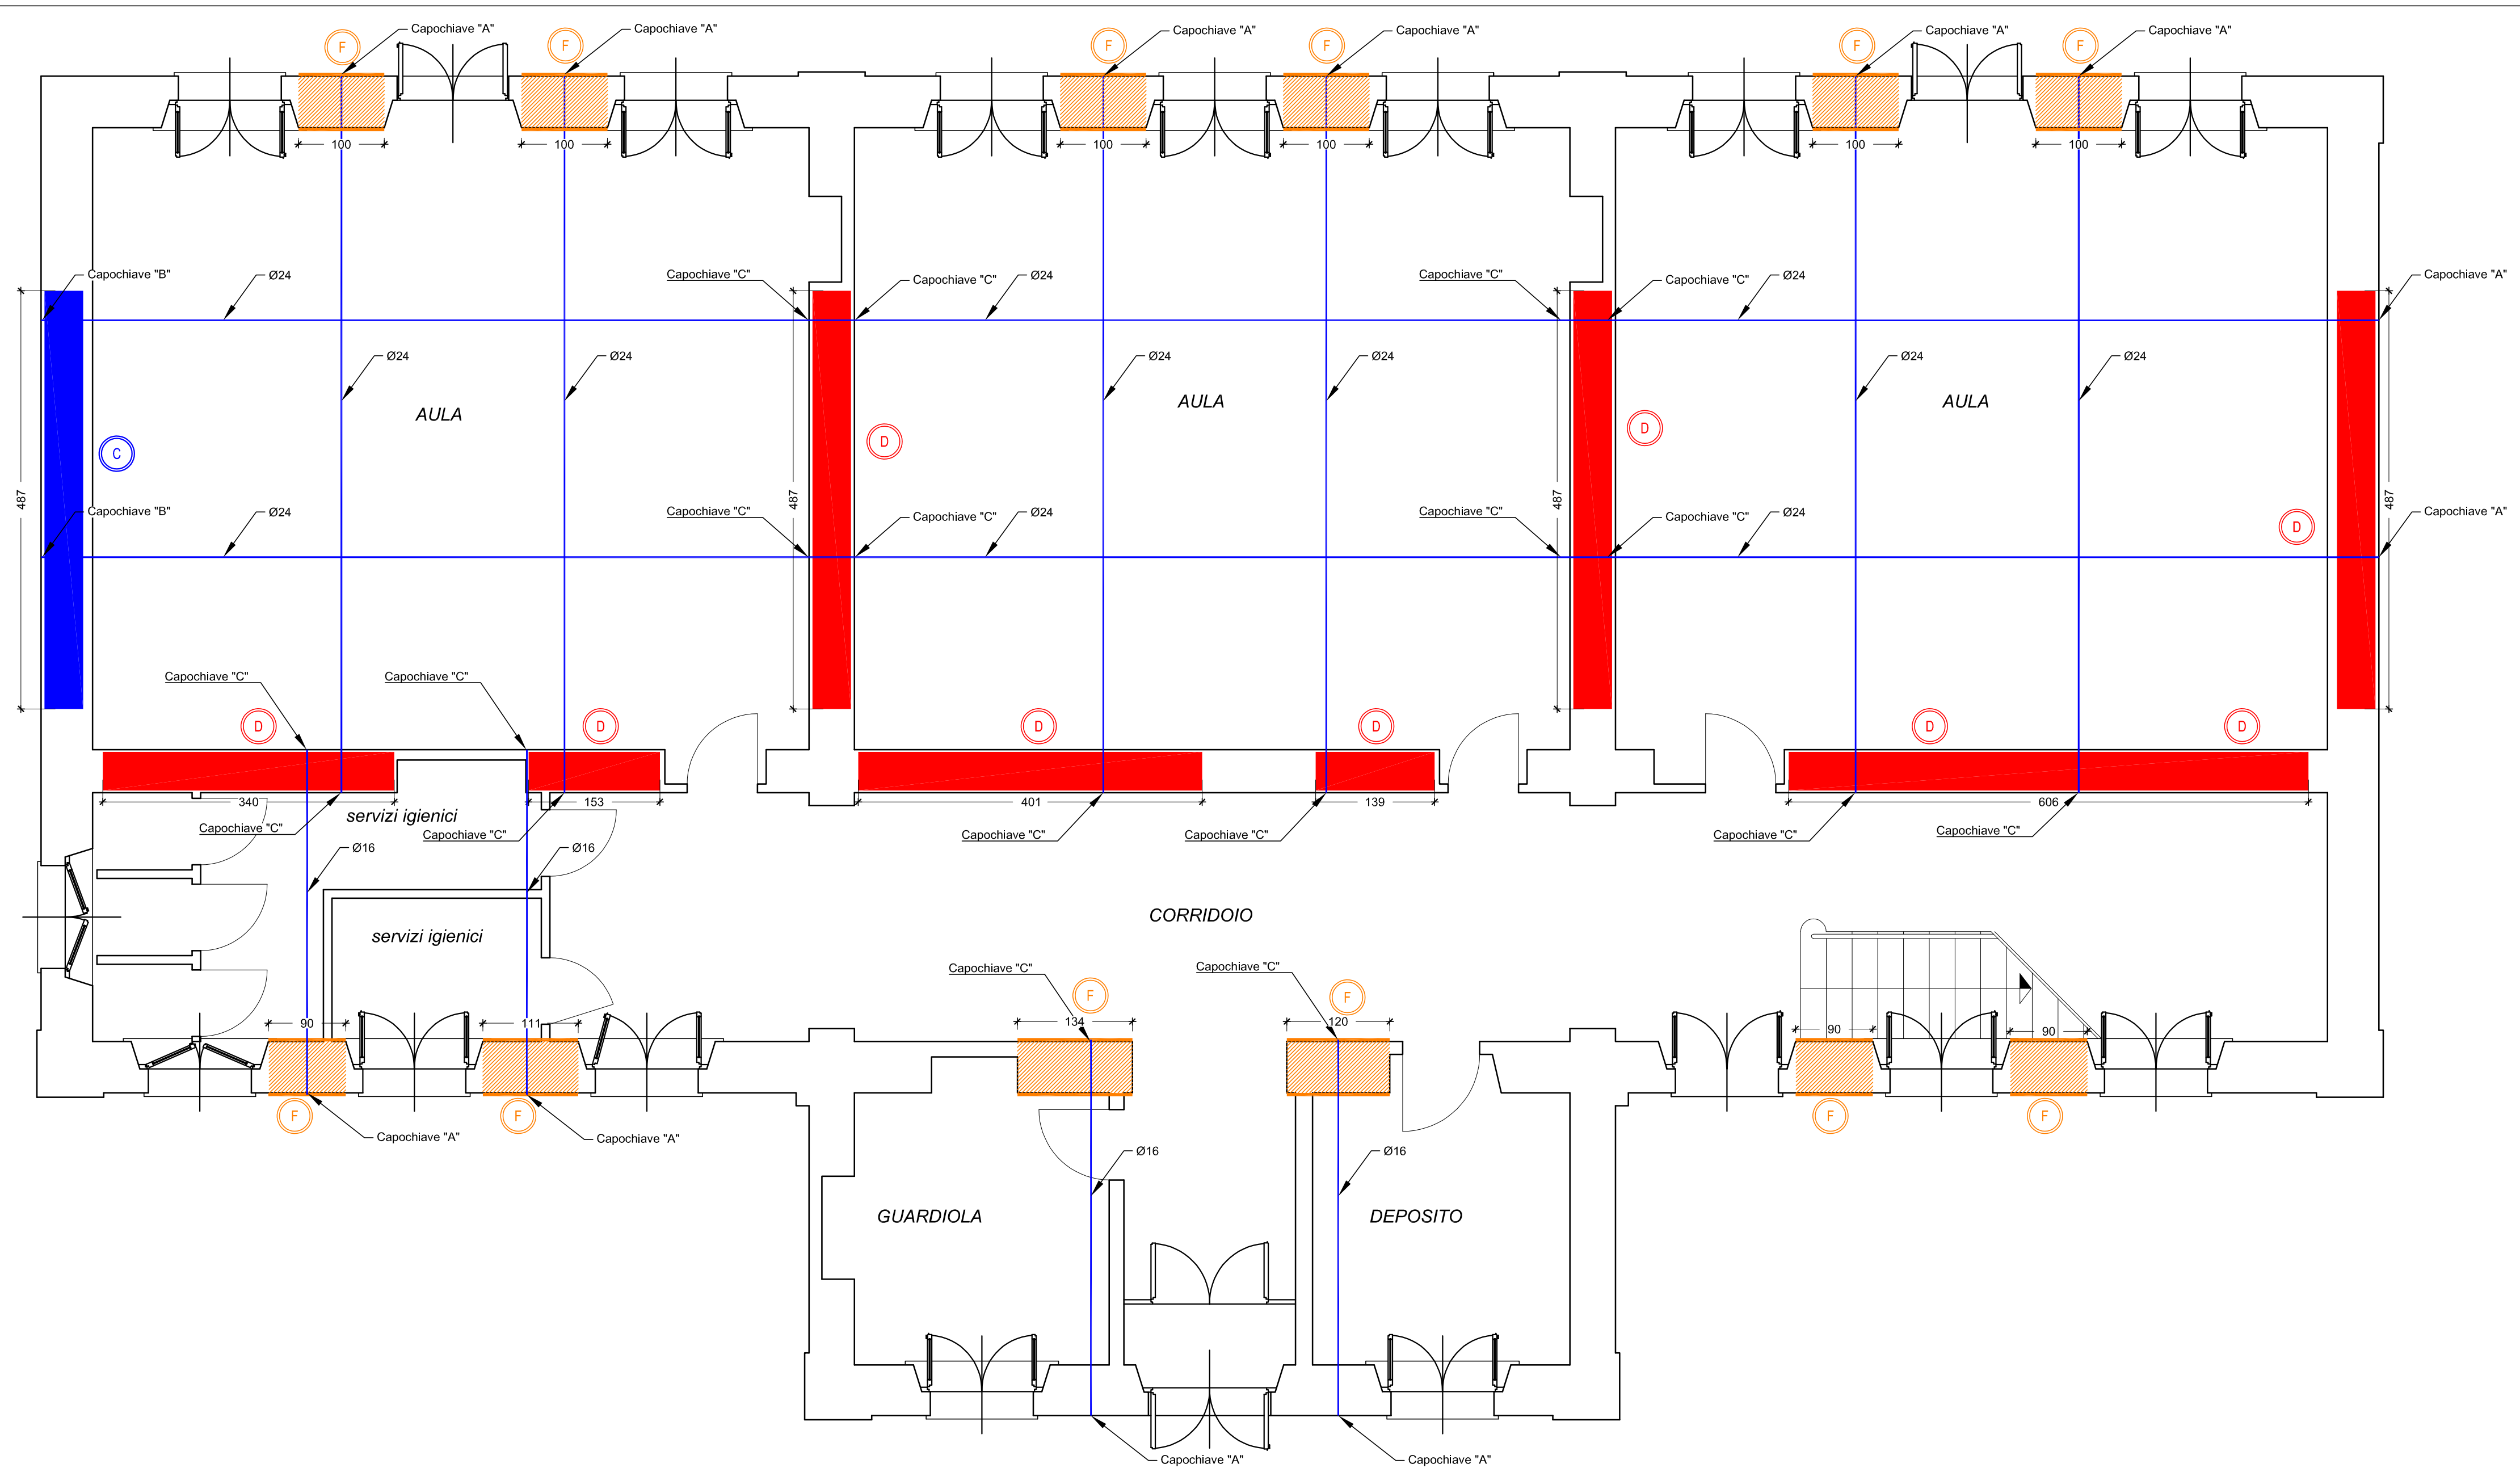 Capochiave "A"
Capochiave "A"
Capochiave "A"
Capochiave "A"
Capochiave "A"
Capochiave "A"
F
F
F
F
F
F
100
100
100
100
100
100
Capochiave "B"
Ø24
Capochiave "C"
Capochiave "C"
Ø24
Capochiave "C"
Capochiave "C"
Ø24
Capochiave "A"
Ø24
Ø24
Ø24
Ø24
Ø24
Ø24
AULA
AULA
AULA
C
D
D
D
487
487
487
487
Capochiave "B"
Ø24
Capochiave "C"
Capochiave "C"
Ø24
Capochiave "C"
Capochiave "C"
Ø24
Capochiave "A"
Capochiave "C"
Capochiave "C"
D
D
D
D
D
D
340
153
401
139
606
servizi igienici
Capochiave "C"
Capochiave "C"
Capochiave "C"
Capochiave "C"
Capochiave "C"
Capochiave "C"
Ø16
Ø16
servizi igienici
CORRIDOIO
Capochiave "C"
Capochiave "C"
F
F
90
111
134
120
90
90
F
F
F
F
Capochiave "A"
Capochiave "A"
Ø16
Ø16
GUARDIOLA
DEPOSITO
Capochiave "A"
Capochiave "A"